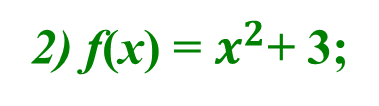 2) f(x) = x²+ 3;